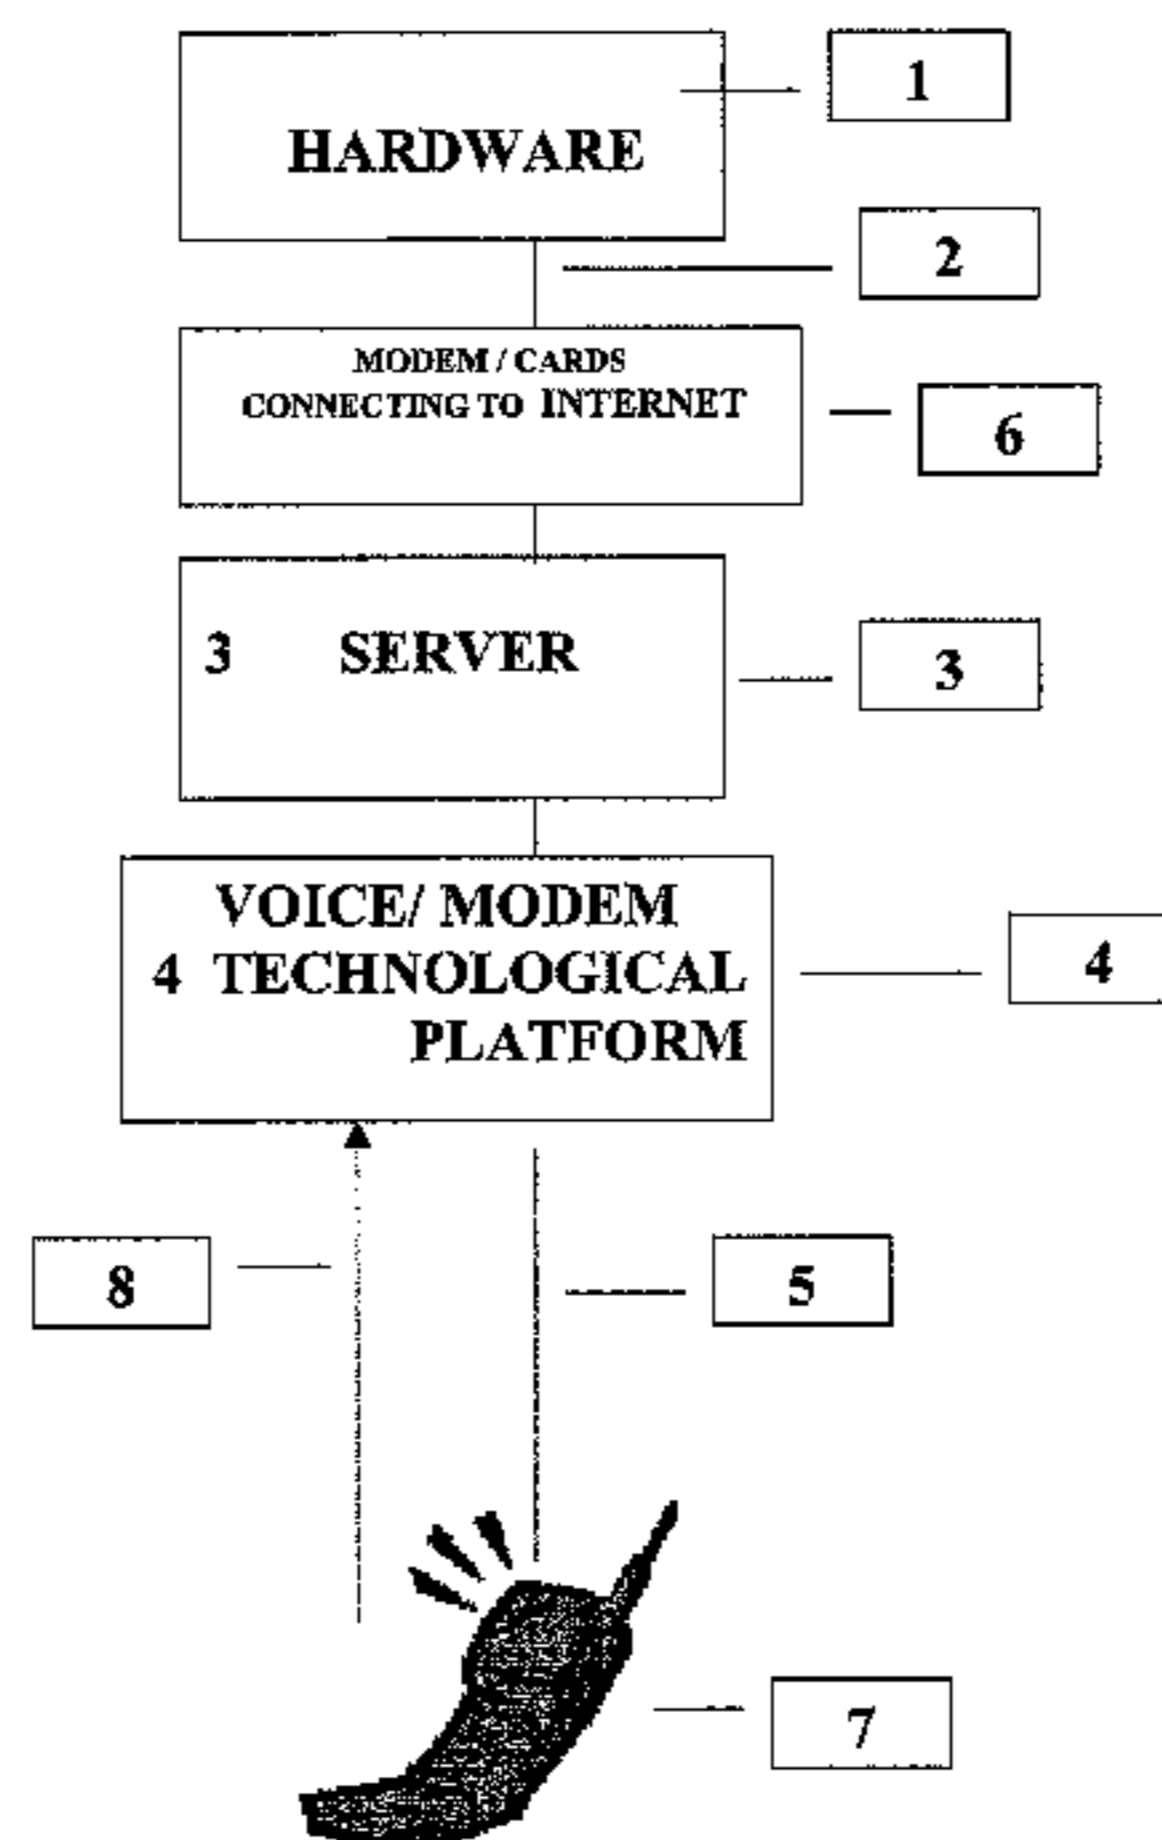 1
HARDWARE
2
MODEM / CARDS
CONNECTING TO INTERNET
6
3 SERVER
3
VOICE/ MODEM
4 TECHNOLOGICAL
PLATFORM
4
8
5
7